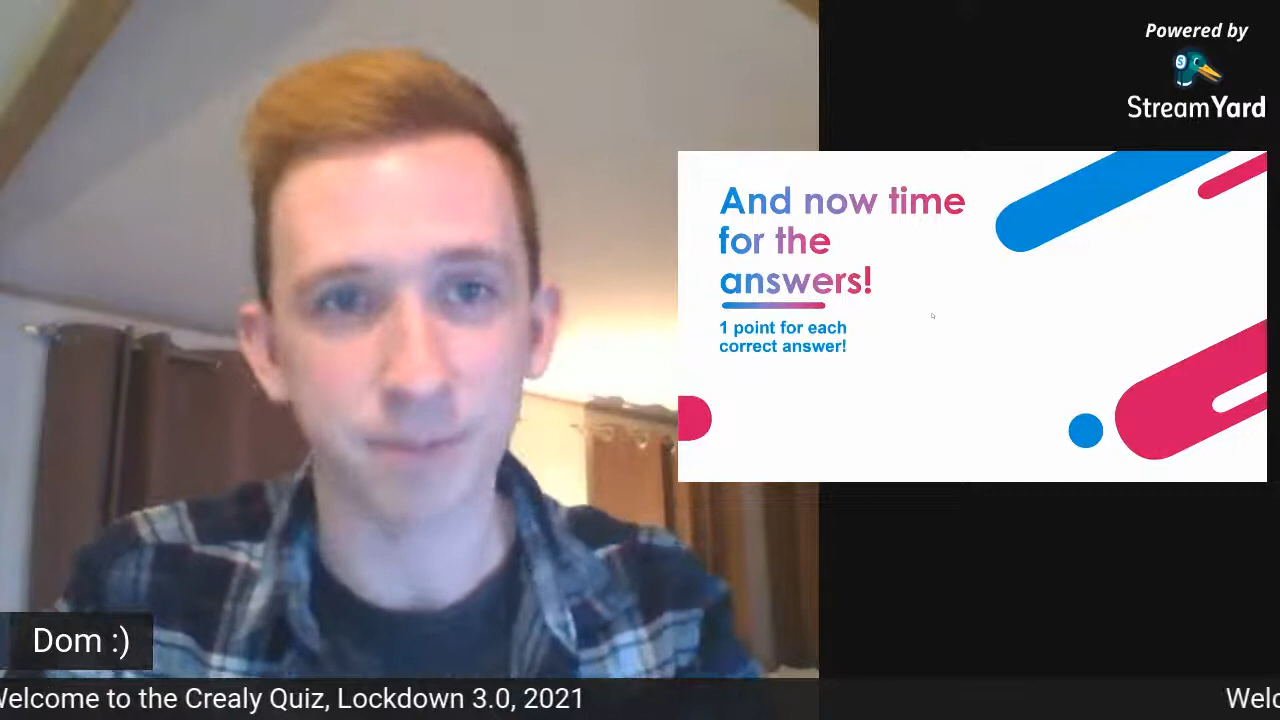 Powered by
StreamYard
And now time
for the
answers!
1 point for each
correct answer!
Dom :)
Welcome to the Crealy Quiz, Lockdown 3.0, 2021
Welc